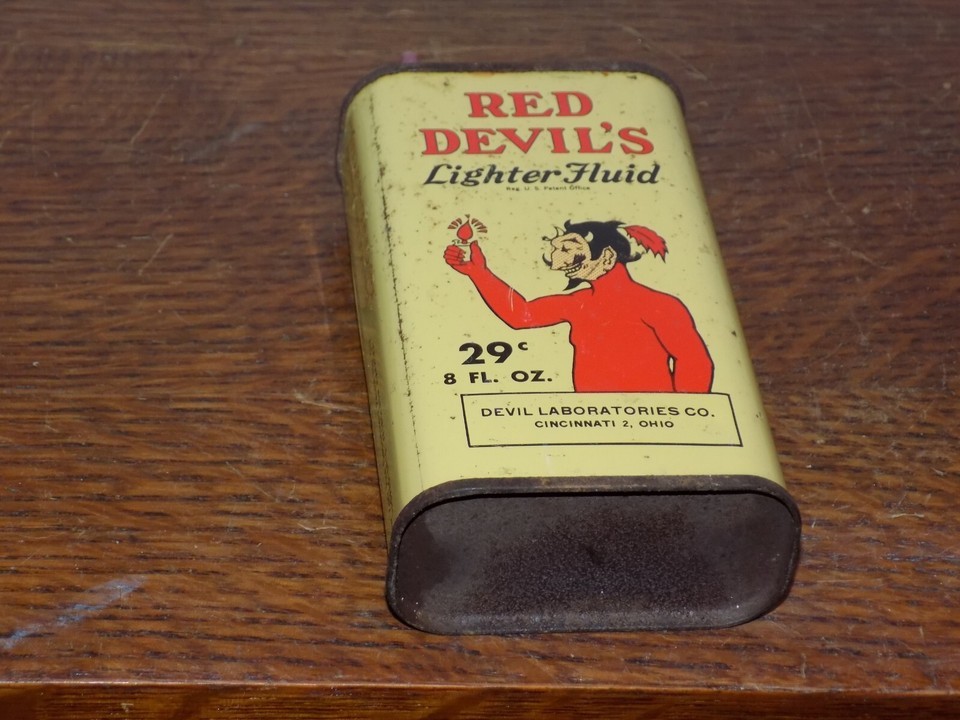 RED
DEVIL'S
Lighter Fluid
Reg. U. S. Patent Office
29¢
8 FL. OZ.
DEVIL LABORATORIES CO.
CINCINNATI 2, OHIO